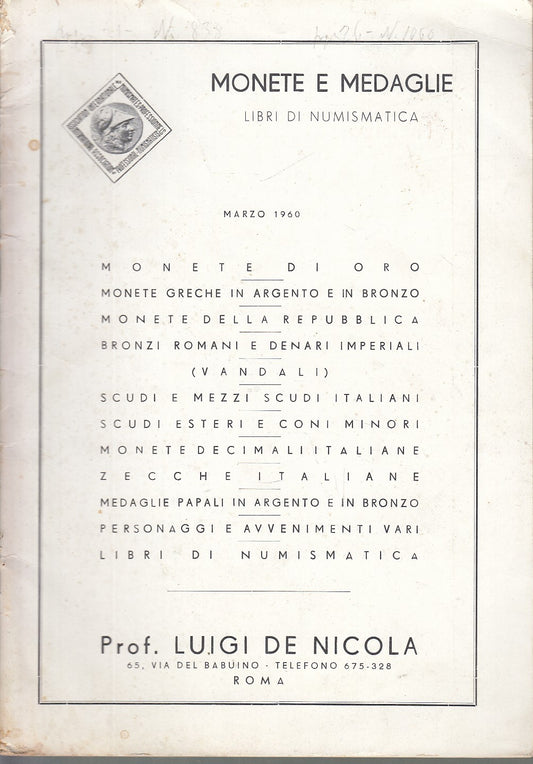 MONETE E MEDAGLIE
LIBRI DI NUMISMATICA
MARZO 1960
MONETE DI ORO
MONETE GRECHE IN ARGENTO E IN BRONZO
MONETE DELLA REPUBBLICA
BRONZI ROMANI E DENARI IMPERIALI
(VANDALI)
SCUDI E MEZZI SCUDI ITALIANI
SCUDI ESTERI E CONI MINORI
MONETE DECIMALI ITALIANE
ZECCHE ITALIANE
MEDAGLIE PAPALI IN ARGENTO E IN BRONZO
PERSONAGGI E AVVENIMENTI VARI
LIBRI DI NUMISMATICA
Prof. LUIGI DE NICOLA
65, VIA DEL BABUINO - TELEFONO 675-328
ROMA